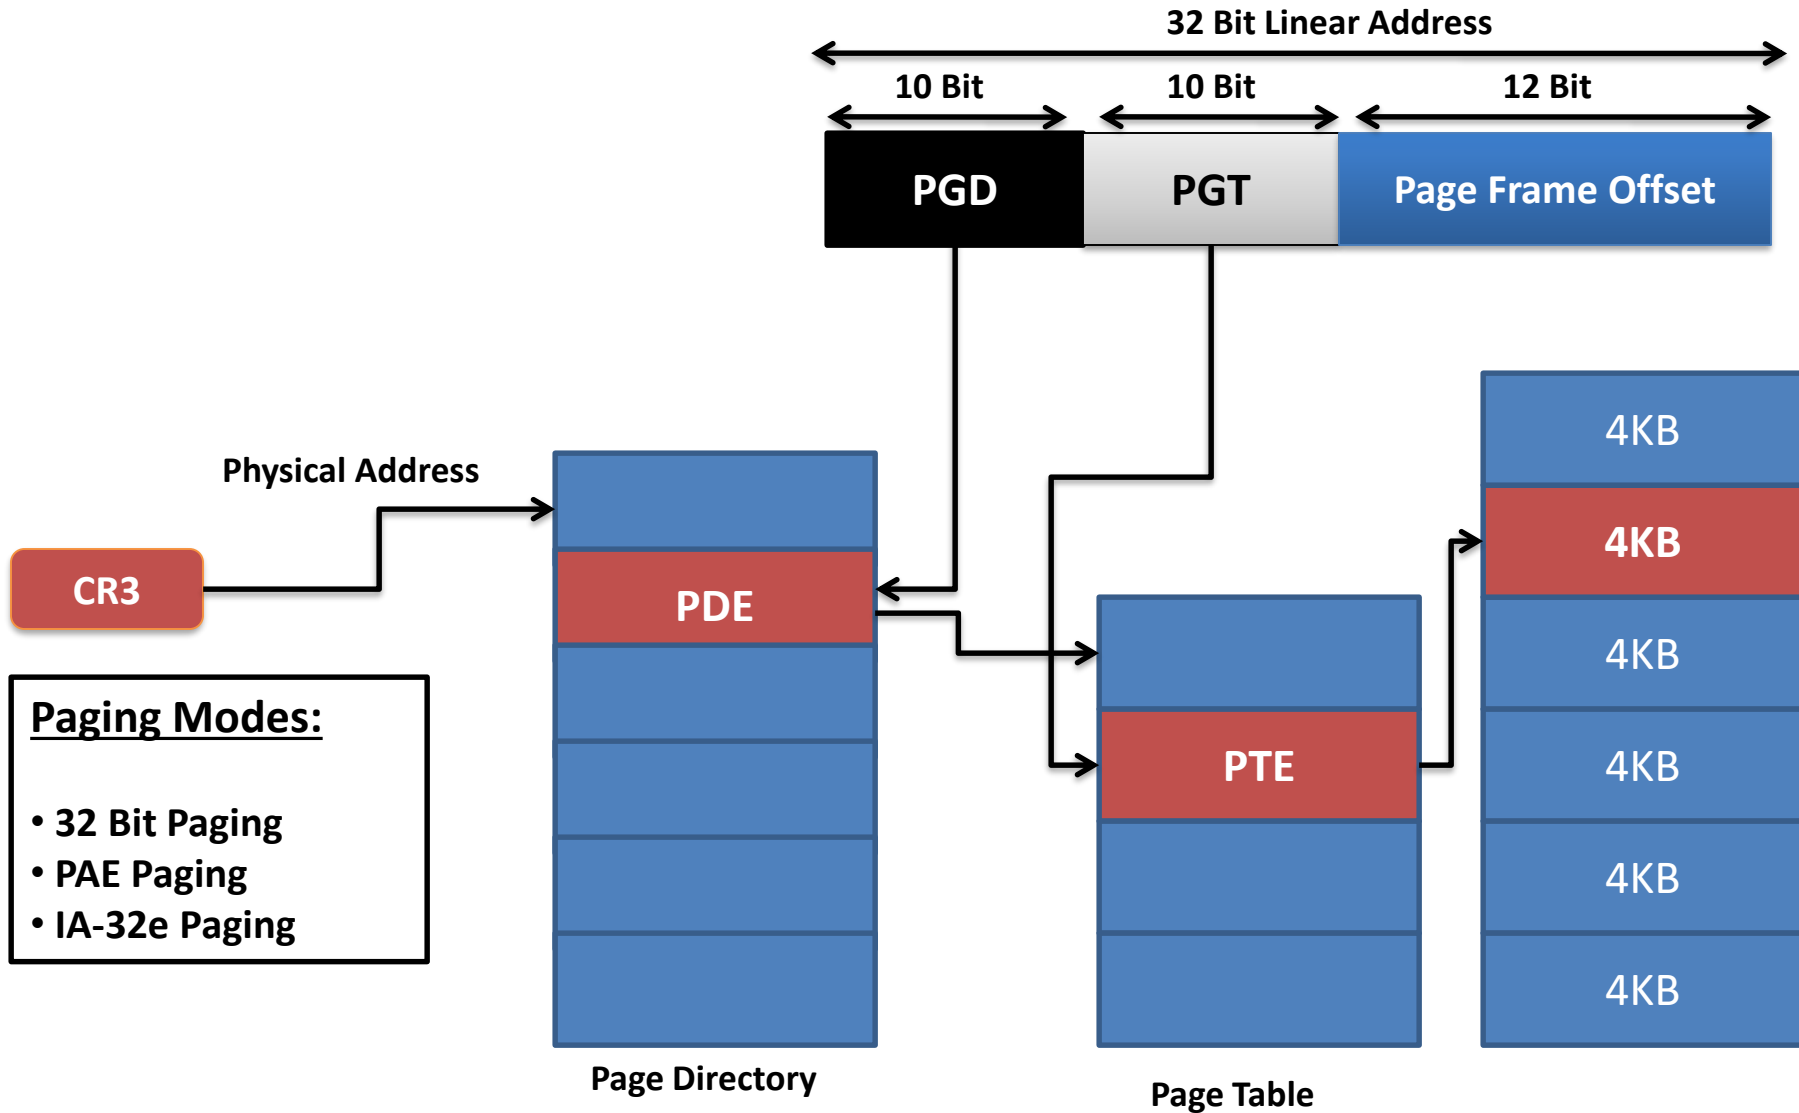 32 Bit Linear Address
10 Bit
10 Bit
12 Bit
PGD
PGT
Page Frame Offset
Physical Address
CR3
PDE
PTE
4KB
4KB
4KB
4KB
4KB
4KB
Paging Modes:
• 32 Bit Paging
• PAE Paging
• IA-32e Paging
Page Directory
Page Table